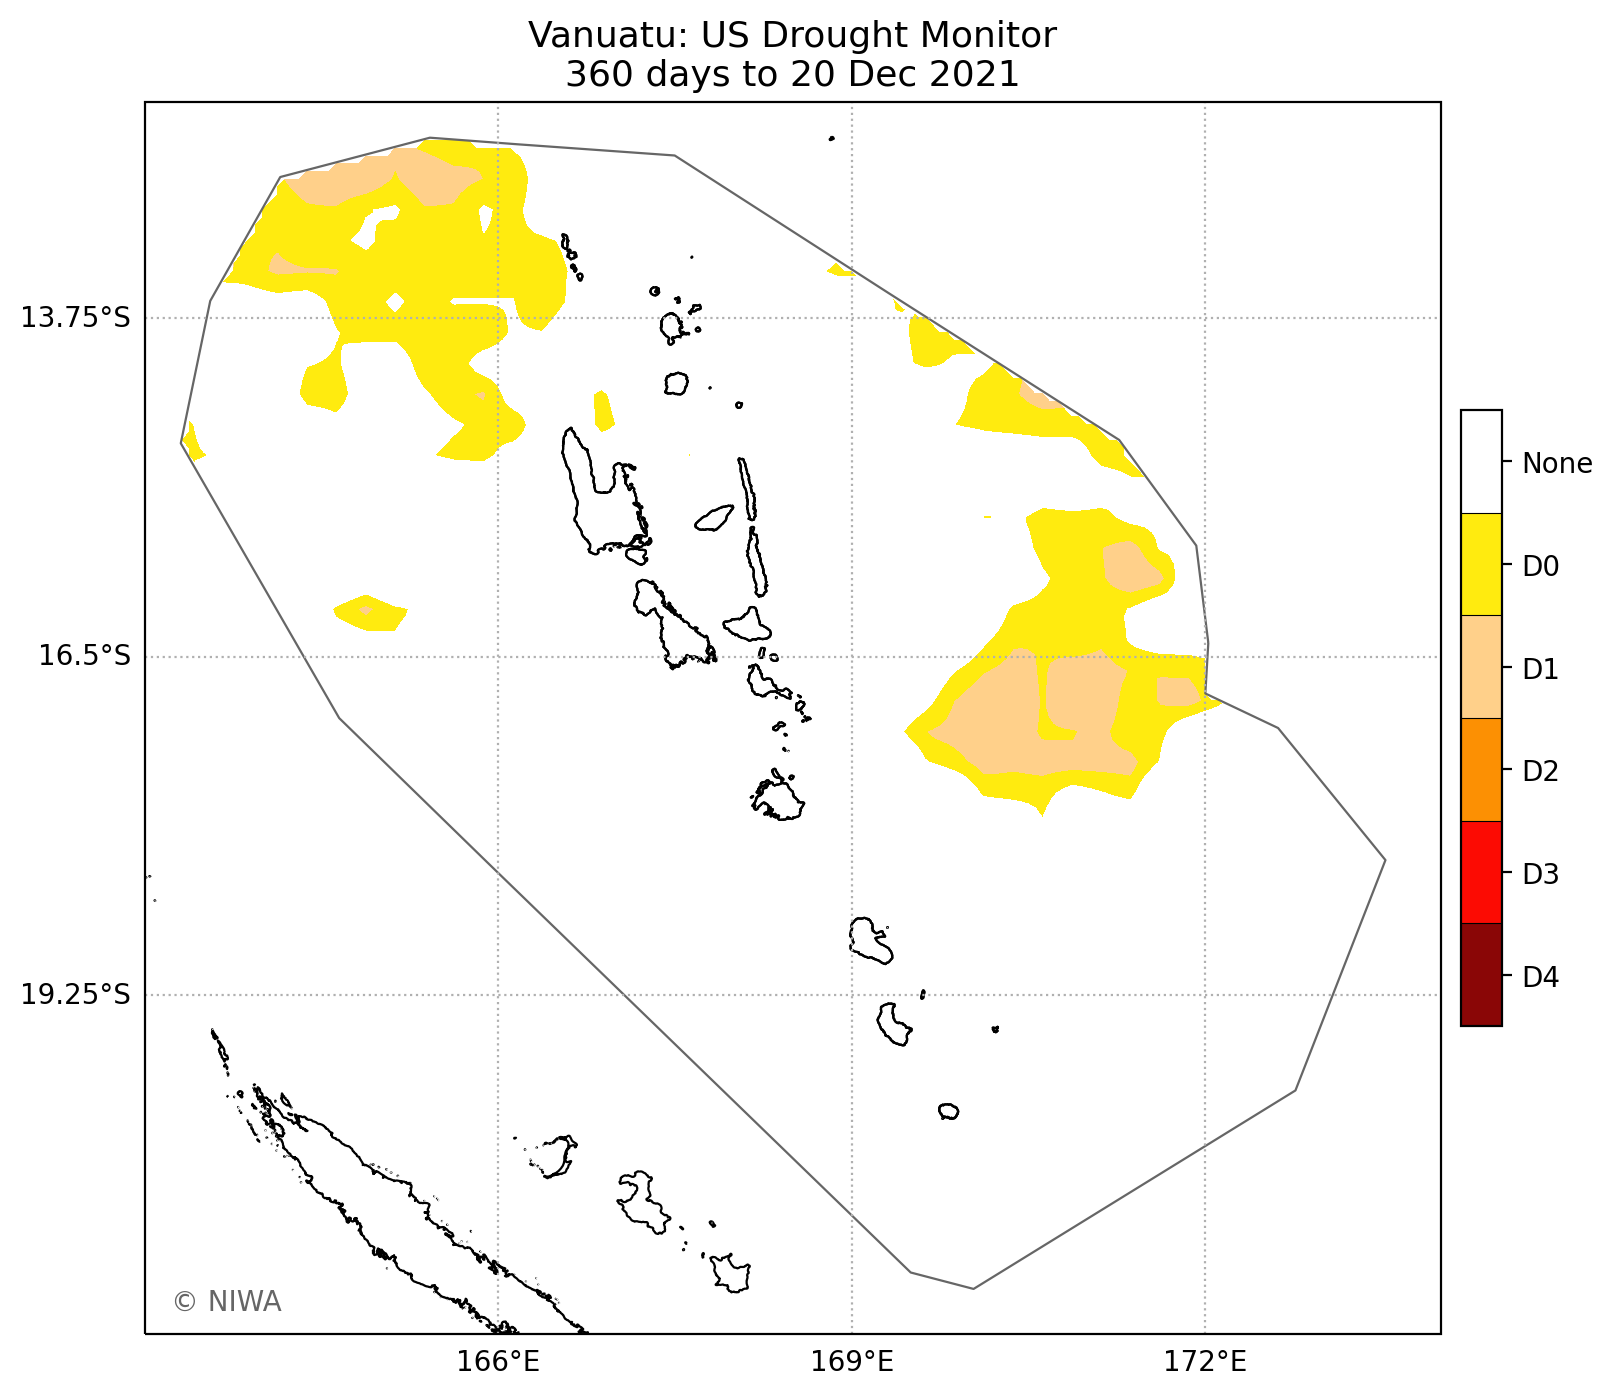 Vanuatu: US Drought Monitor
360 days to 20 Dec 2021
13.75°S
16.5°S
19.25°S
166°E
169°E
172°E
None
D0
D1
D2
D3
D4
© NIWA